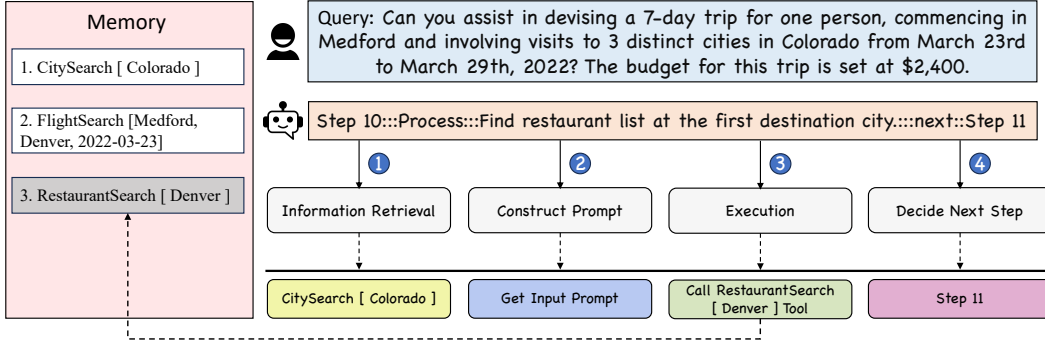 Memory
1. CitySearch [ Colorado ]
2. FlightSearch [Medford,
Denver, 2022-03-23]
3. RestaurantSearch [ Denver ]
Query: Can you assist in devising a 7-day trip for one person, commencing in
Medford and involving visits to 3 distinct cities in Colorado from March 23rd
to March 29th, 2022? The budget for this trip is set at $2,400.
Step 10:::Process:::Find restaurant list at the first destination city.:::next::Step 11
1
2
3
4
Information Retrieval
Construct Prompt
Execution
Decide Next Step
CitySearch [ Colorado ]
Get Input Prompt
Call RestaurantSearch
[ Denver ] Tool
Step 11